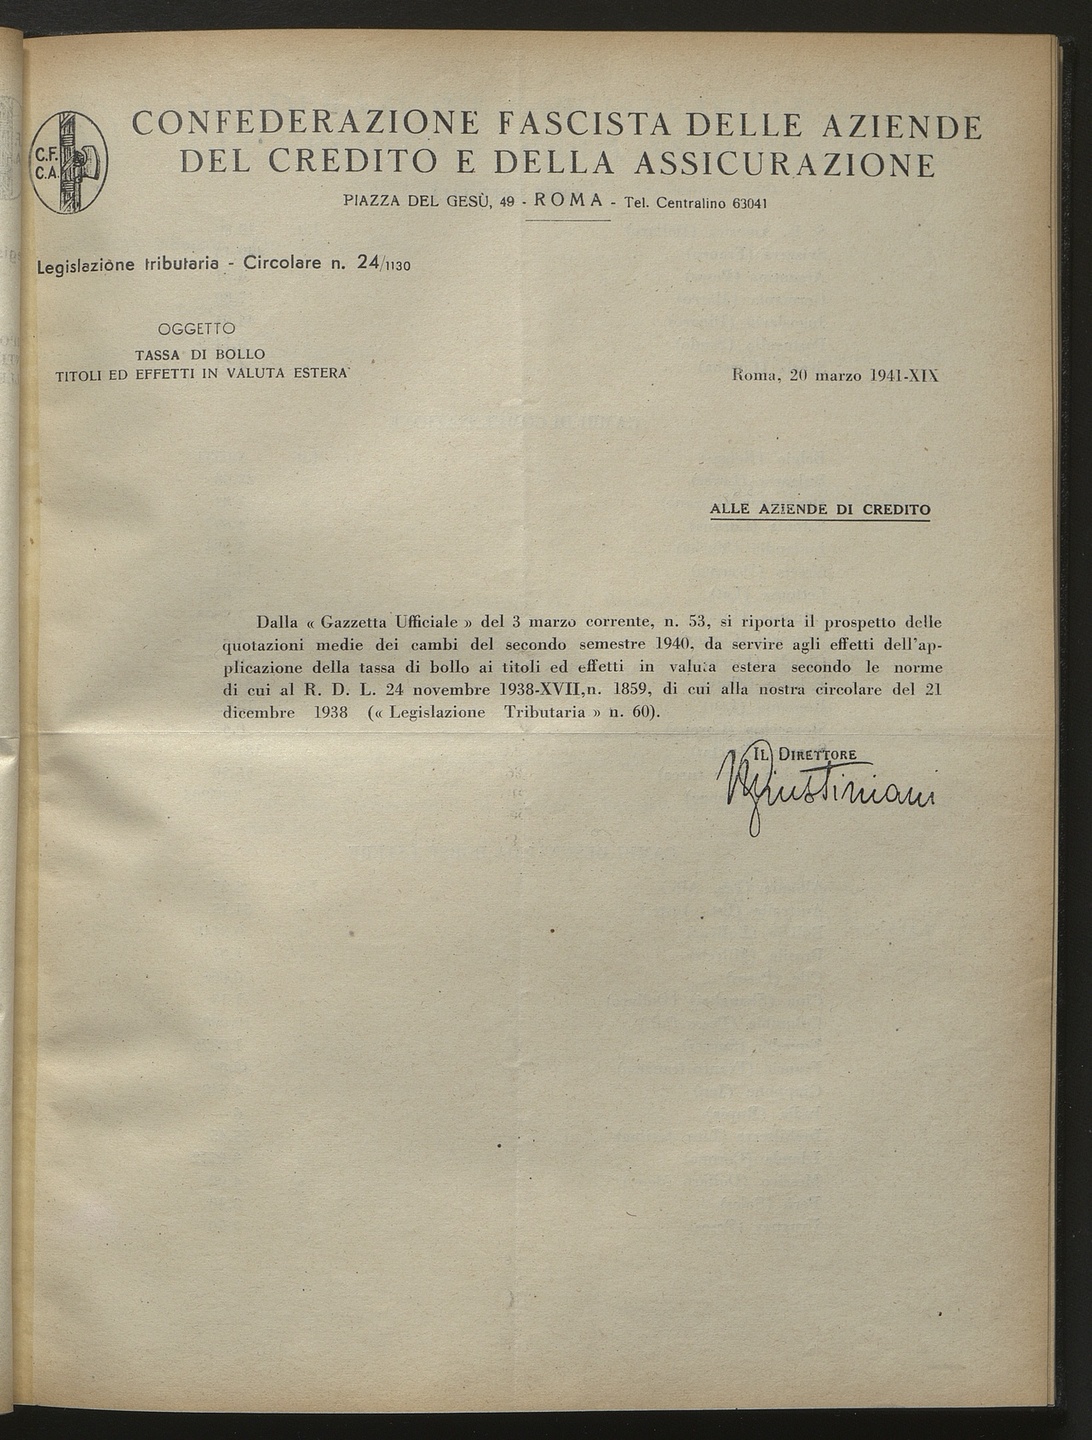 C.F.
C.A.
CONFEDERAZIONE FASCISTA DELLE AZIENDE
DEL CREDITO E DELLA ASSICURAZIONE
PIAZZA DEL GESÙ, 49 - ROMA - Tel. Centralino 63041
Legislazione tributaria - Circolare n. 24/1130
OGGETTO
TASSA DI BOLLO
TITOLI ED EFFETTI IN VALUTA ESTERA
Roma, 20 marzo 1941-XIX
ALLE AZIENDE DI CREDITO
Dalla « Gazzetta Ufficiale » del 3 marzo corrente, n. 53, si riporta il prospetto delle
quotazioni medie dei cambi del secondo semestre 1940, da servire agli effetti dell'ap-
plicazione della tassa di bollo ai titoli ed effetti in valuta estera secondo le norme
di cui al R. D. L. 24 novembre 1938-XVII, n. 1859, di cui alla nostra circolare del 21
dicembre 1938 (« Legislazione Tributaria » n. 60).
IL DIRETTORE
Giustiniani